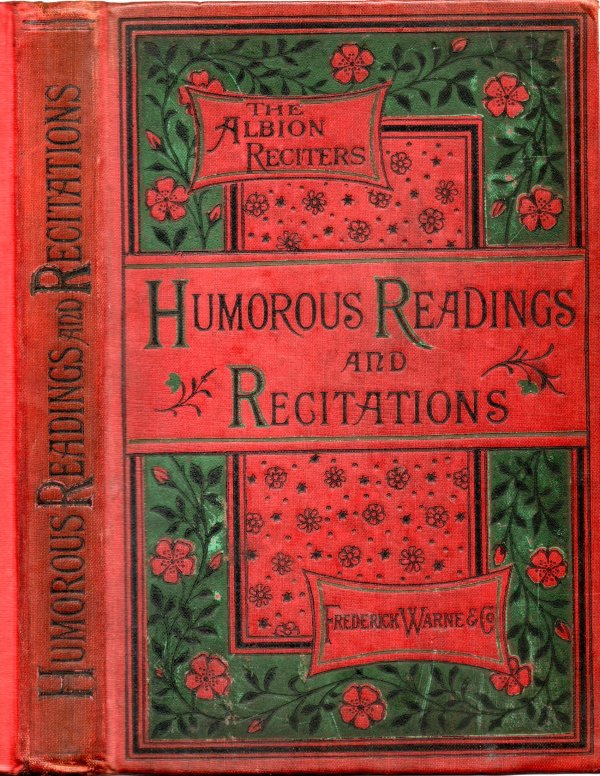 HUMOROUS READINGS AND RECITATIONS
THE
ALBION
RECITERS
HUMOROUS READINGS
AND
RECITATIONS
FREDERICK WARNE & Co